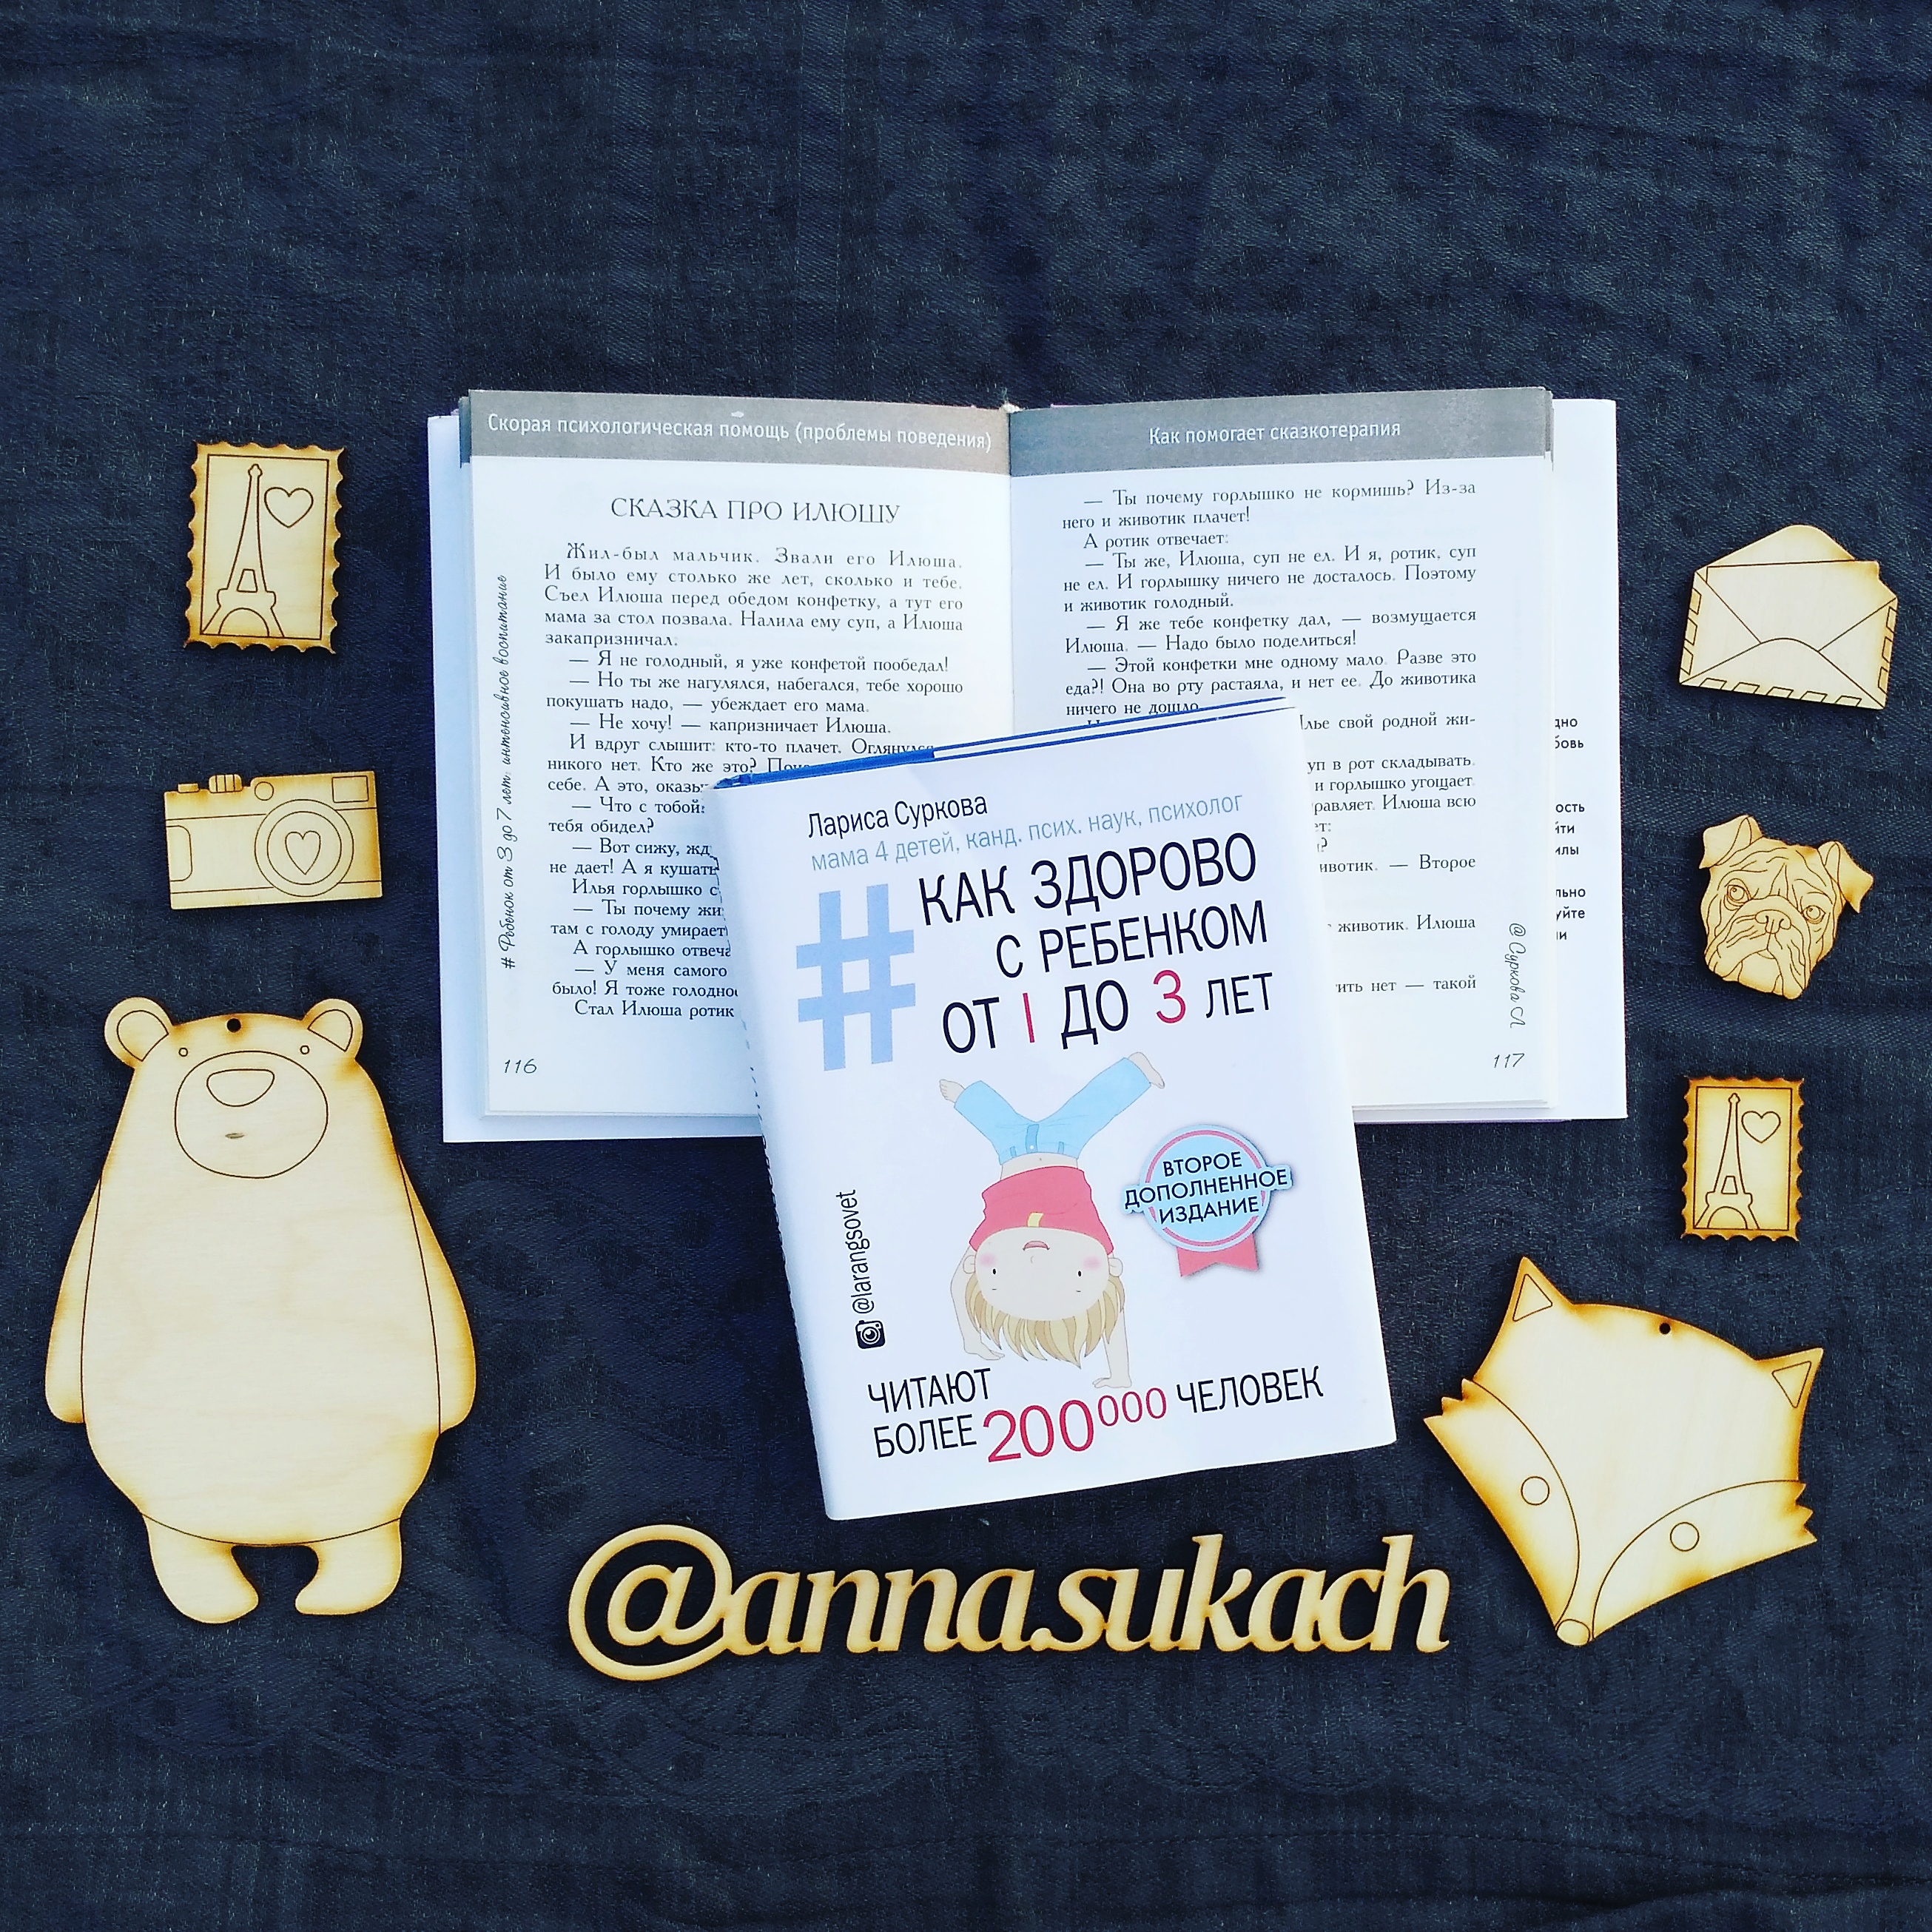 Скорая психологическая помощь (проблемы поведения)
СКАЗКА ПРО ИЛЮШУ
Жил-был мальчик. Звали его Илюша.
И было ему столько же лет, сколько и тебе.
Съел Илюша перед обедом конфетку, а тут его
мама за стол позвала. Налила ему суп, а Илюша
закапризничал.
— Я не голодный, я уже конфетой пообедал!
— Но ты же нагулялся, набегался, тебе хорошо
покушать надо, — убеждает его мама.
— Не хочу! — капризничает Илюша.
И вдруг слышит: кто-то плачет. Оглянулся
никого нет. Кто же это?
себе. А это,
— Что с тобой
тебя обидел?
— Вот сижу,
не дает! А я кушать
Илья горлышко
— Ты почему
там с голоду умирает
А горлышко
— У меня самого
было! Я тоже
Стал Илюша ротик
116
# Ребенок от 3 до 7 лет: интенсивное воспитание
Как помогает сказкотерапия
— Ты почему горлышко не кормишь? Из-за
него и животик плачет!
А ротик отвечает:
— Ты же, Илюша, суп не ел. И я, ротик, суп
не ел. И горлышку ничего не досталось. Поэтому
и животик голодный.
— Я же тебе конфетку дал, — возмущается
Илюша. — Надо было поделиться!
— Этой конфетки мне одному мало. Разве это
еда?! Она во рту растаяла, и нет ее. До животика
ничего не дошло.
свой родной жи-
в рот складывать.
и горлышко угощает.
Илюша всю
— Второе
животик. Илюша
нет — такой
117
@Суркова Л
Лариса Суркова
мама 4 детей, канд. псих. наук, психолог
# КАК ЗДОРОВО
С РЕБЕНКОМ
ОТ 1 ДО 3 ЛЕТ
ВТОРОЕ
ДОПОЛНЕННОЕ
ИЗДАНИЕ
@larangsovet
ЧИТАЮТ
БОЛЕЕ 200000 ЧЕЛОВЕК
@anna.sukach